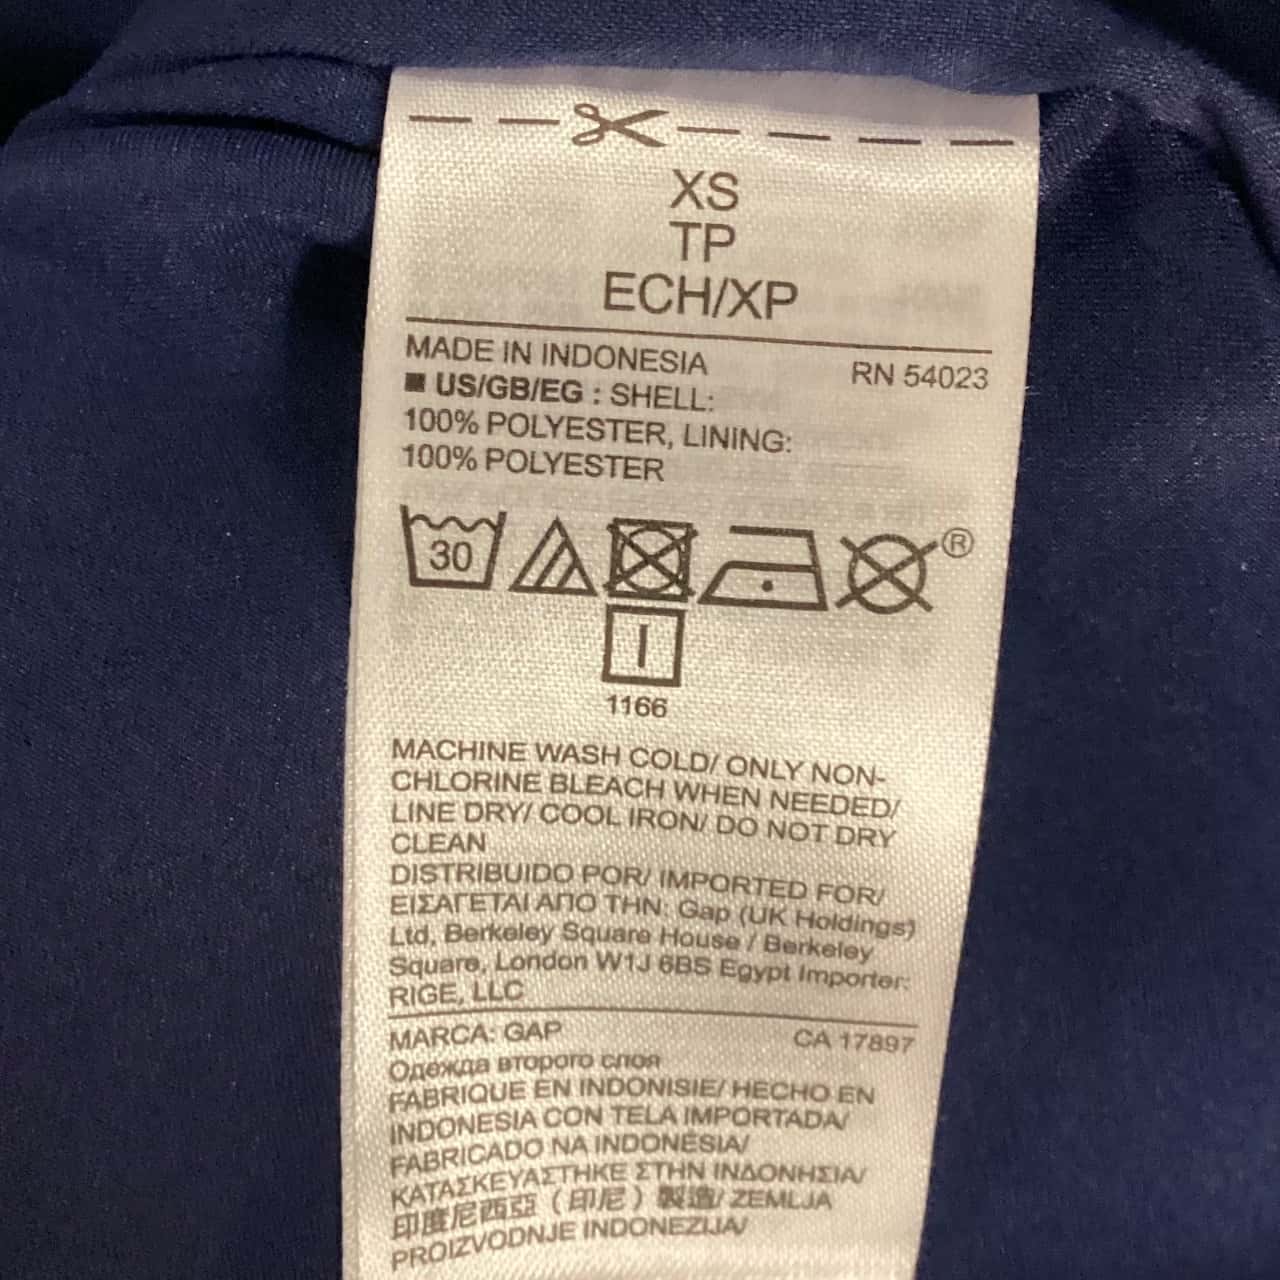 XS
TP
ECH/XP
MADE IN INDONESIA RN 54023
■ US/GB/EG : SHELL:
100% POLYESTER, LINING:
100% POLYESTER
30
®
1166
MACHINE WASH COLD/ ONLY NON-
CHLORINE BLEACH WHEN NEEDED/
LINE DRY/ COOL IRON/ DO NOT DRY
CLEAN
DISTRIBUIDO POR/ IMPORTED FOR/
ΕΙΣΑΓΕΤΑΙ ΑΠΟ ΤΗΝ: Gap (UK Holdings)
Ltd, Berkeley Square House / Berkeley
Square, London W1J 6BS Egypt Importer:
RIGE, LLC
MARCA: GAP CA 17897
Одежда второго слоя
FABRIQUE EN INDONISIE/ HECHO EN
INDONESIA CON TELA IMPORTADA/
FABRICADO NA INDONÉSIA/
ΚΑΤΑΣΚΕΥΑΣΤΗΚΕ ΣΤΗΝ ΙΝΔΟΝΗΣΙΑ/
印度尼西亞（印尼）製造/ ZEMLJA
PROIZVODNJE INDONEZIJA/